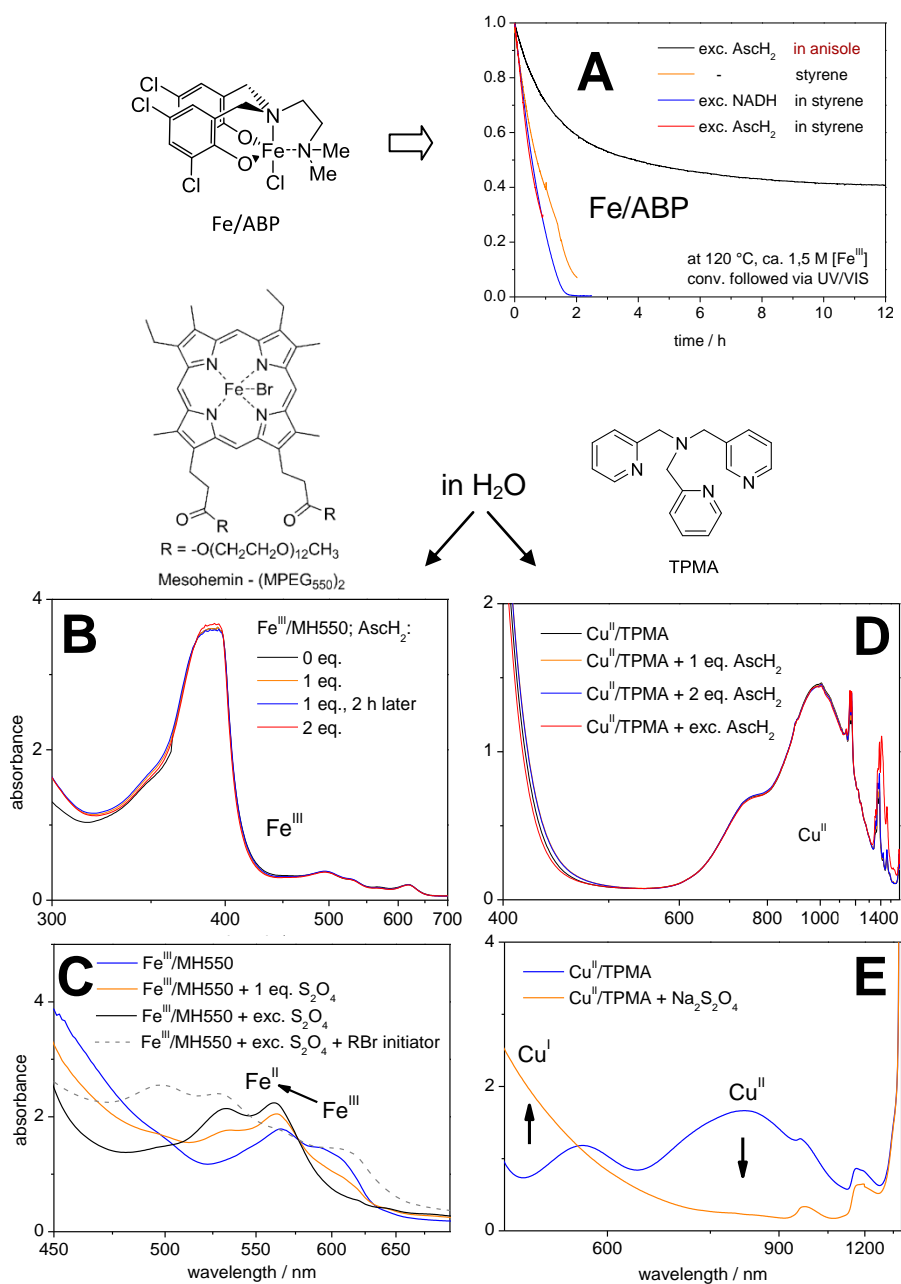 Cl
Cl
Cl
O
O
N
Fe
N
Me
Me
Cl
Fe/ABP
A
exc. AscH2 in anisole
- styrene
exc. NADH in styrene
exc. AscH2 in styrene
Fe/ABP
at 120 °C, ca. 1,5 M [FeIII]
conv. followed via UV/VIS
1.0
0.8
0.6
0.4
0.2
0.0
0 2 4 6 8 10 12
time / h
N N
Fe Br
N N
O
R
O
R
R = -O(CH2CH2O)12CH3
Mesohemin - (MPEG550)2
in H2O
N
N
N
N
TPMA
B
FeIII/MH550; AscH2:
0 eq.
1 eq.
1 eq., 2 h later
2 eq.
FeIII
4
2
0
absorbance
300 400 500 600 700
D
CuII/TPMA
CuII/TPMA + 1 eq. AscH2
CuII/TPMA + 2 eq. AscH2
CuII/TPMA + exc. AscH2
CuII
2
1
0
400 600 800 1000 1200 1400
C
FeIII/MH550
FeIII/MH550 + 1 eq. S2O4
FeIII/MH550 + exc. S2O4
FeIII/MH550 + exc. S2O4 + RBr initiator
FeII
FeIII
4
2
0
absorbance
450 500 550 600 650
wavelength / nm
E
CuII/TPMA
CuII/TPMA + Na2S2O4
CuI
CuII
4
2
0
600 900 1200
wavelength / nm